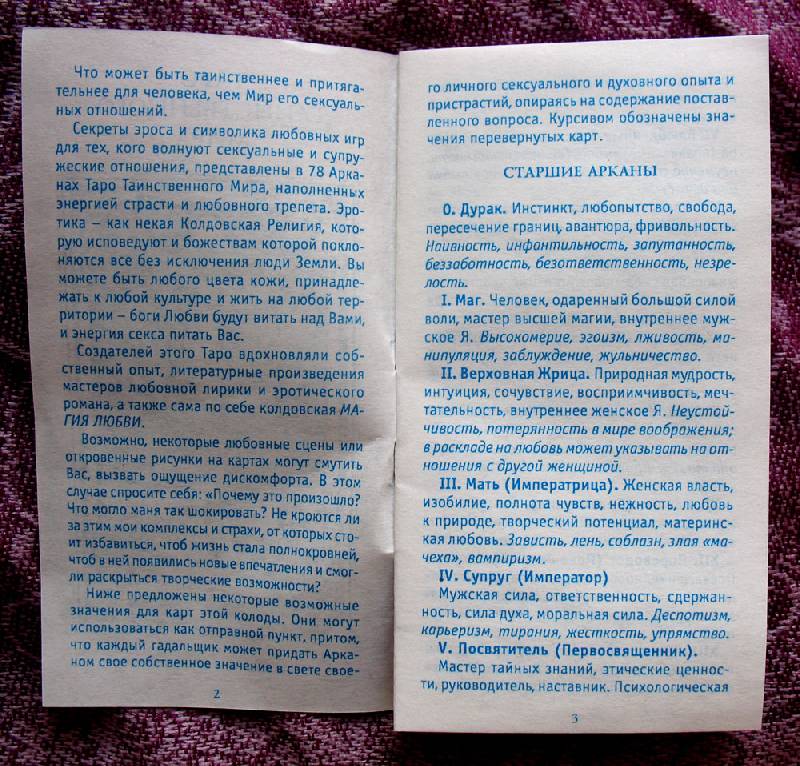 Что может быть таинственнее и притяга-
тельнее для человека, чем Мир его сексуаль-
ных отношений.
Секреты эроса и символика любовных игр
для тех, кого волнуют сексуальные и супру-
жеские отношения, представлены в 78 Арка-
нах Таро Таинственного Мира, наполненных
энергией страсти и любовного трепета. Эро-
тика – как некая Колдовская Религия, кото-
рую исповедуют и божествам которой покло-
няются все без исключения люди Земли. Вы
можете быть любого цвета кожи, принадле-
жать к любой культуре и жить на любой тер-
ритории – боги Любви будут витать над Вами,
и энергия секса питать Вас.
Создателей этого Таро вдохновляли соб-
ственный опыт, литературные произведения
мастеров любовной лирики и эротического
романа, а также сама по себе колдовская МА-
ГИЯ ЛЮБВИ.
Возможно, некоторые любовные сцены или
откровенные рисунки на картах могут смутить
Вас, вызвать ощущение дискомфорта. В этом
случае спросите себя: «Почему это произошло?
Что могло маня так шокировать? Не кроются ли
за этим мои комплексы и страхи, от которых сто-
ит избавиться, чтоб жизнь стала полнокровней,
чтоб в ней появились новые впечатления и смог-
ли раскрыться творческие возможности?
Ниже предложены некоторые возможные
значения для карт этой колоды. Они могут
использоваться как отправной пункт, притом,
что каждый гадальщик может придать Арка-
ном свое собственное значение в свете свое-
2
го личного сексуального и духовного опыта и
пристрастий, опираясь на содержание постав-
ленного вопроса. Курсивом обозначены зна-
чения перевернутых карт.
СТАРШИЕ АРКАНЫ
0. Дурак. Инстинкт, любопытство, свобода,
пересечение границ, авантюра, фривольность.
Наивность, инфантильность, запутанность,
беззаботность, безответственность, незре-
лость.
I. Маг. Человек, одаренный большой силой
воли, мастер высшей магии, внутреннее муж-
ское Я. Высокомерие, эгоизм, лживость, ма-
нипуляция, заблуждение, жульничество.
II. Верховная Жрица. Природная мудрость,
интуиция, сочувствие, восприимчивость, меч-
тательность, внутреннее женское Я. Неустой-
чивость, потерянность в мире воображения;
в раскладе на любовь может указывать на от-
ношения с другой женщиной.
III. Мать (Императрица). Женская власть,
изобилие, полнота чувств, нежность, любовь
к природе, творческий потенциал, материнс-
кая любовь. Зависть, лень, соблазн, злая «ма-
чеха», вампиризм.
IV. Супруг (Император)
Мужская сила, ответственность, сдержан-
ность, сила духа, моральная сила. Деспотизм,
карьеризм, тирания, жесткость, упрямство.
V. Посвятитель (Первосвященник).
Мастер тайных знаний, этические ценнос-
ти, руководитель, наставник. Психологическая
3